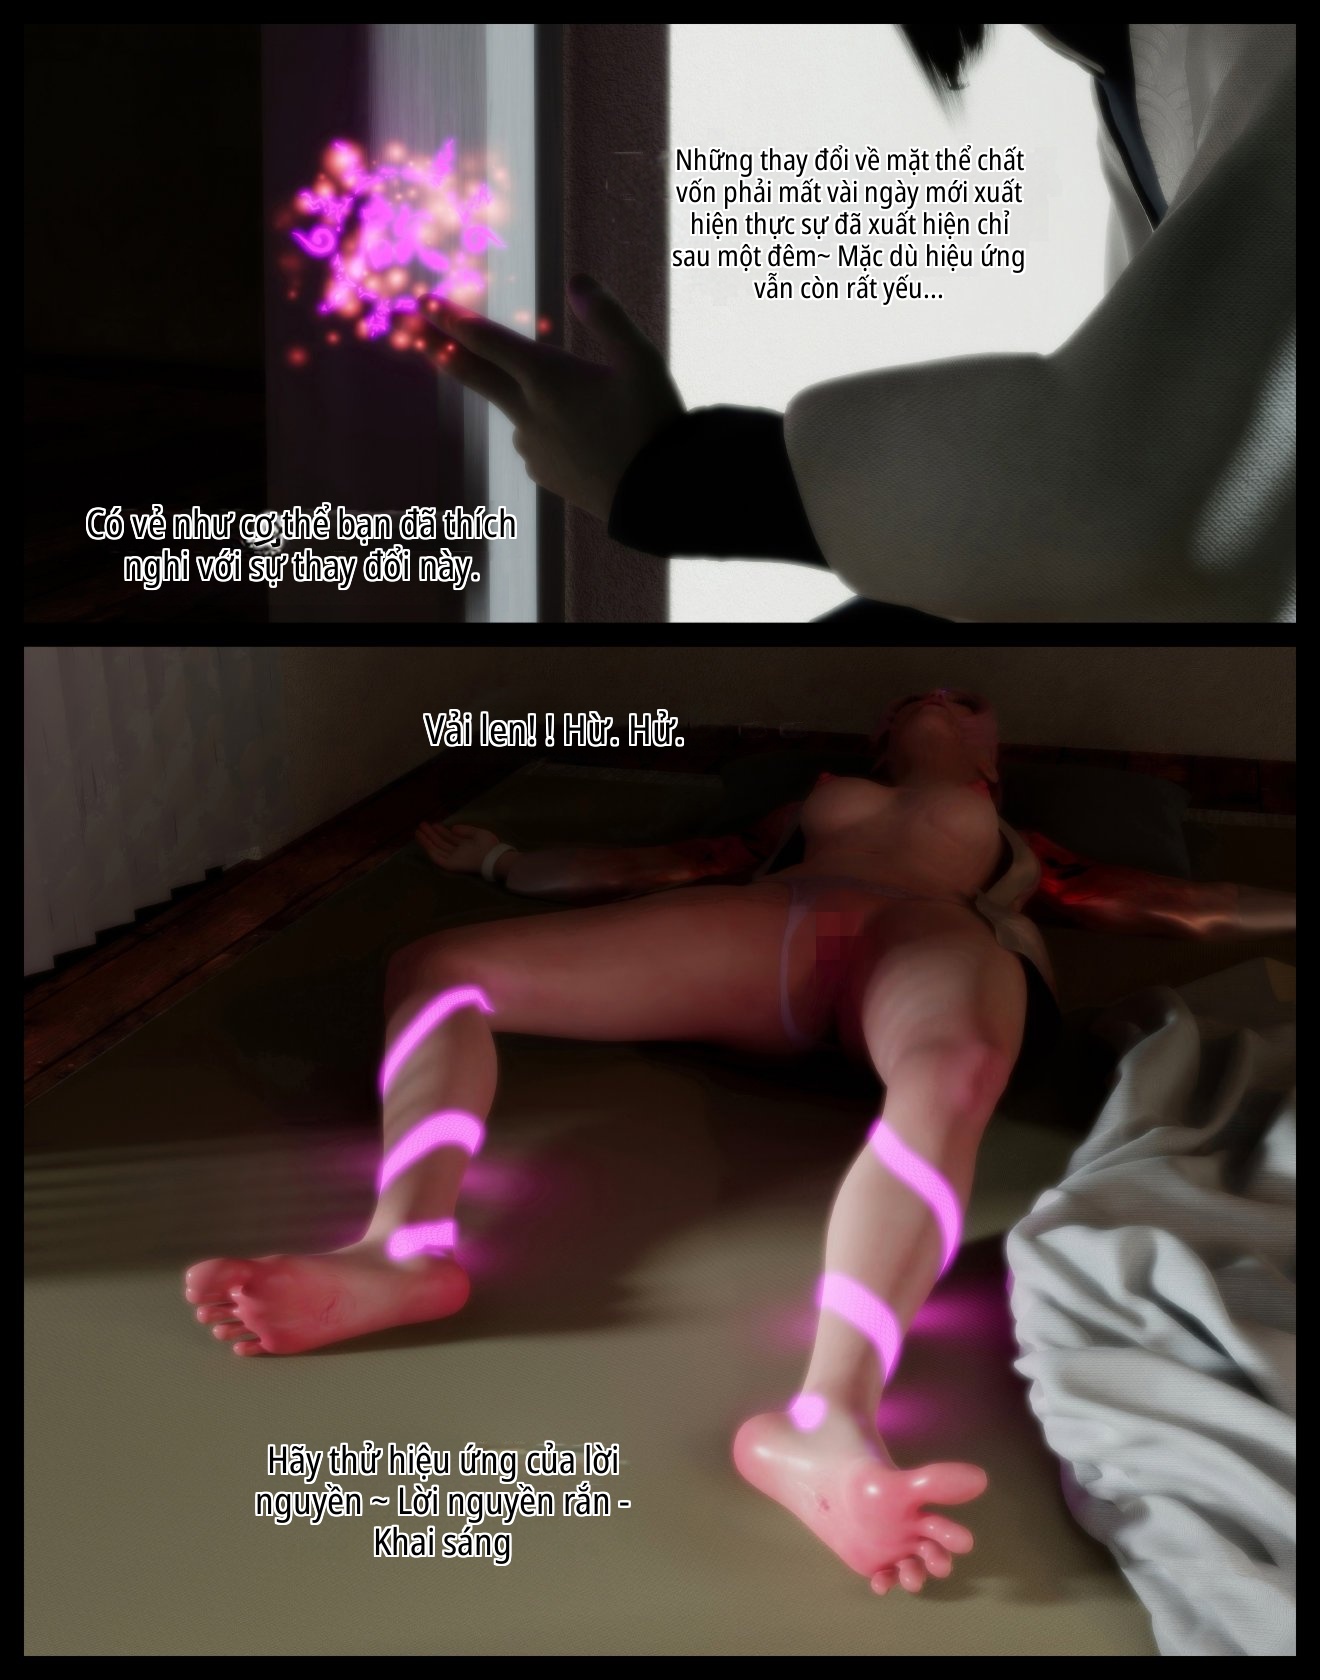 Những thay đổi về mặt thể chất
vốn phải mất vài ngày mới xuất
hiện thực sự đã xuất hiện chỉ
sau một đêm~ Mặc dù hiệu ứng
vẫn còn rất yếu...
Có vẻ như cơ thể bạn đã thích
nghi với sự thay đổi này.
Vải len! ! Hừ. Hử.
Hãy thử hiệu ứng của lời
nguyền ~ Lời nguyền rắn -
Khai sáng